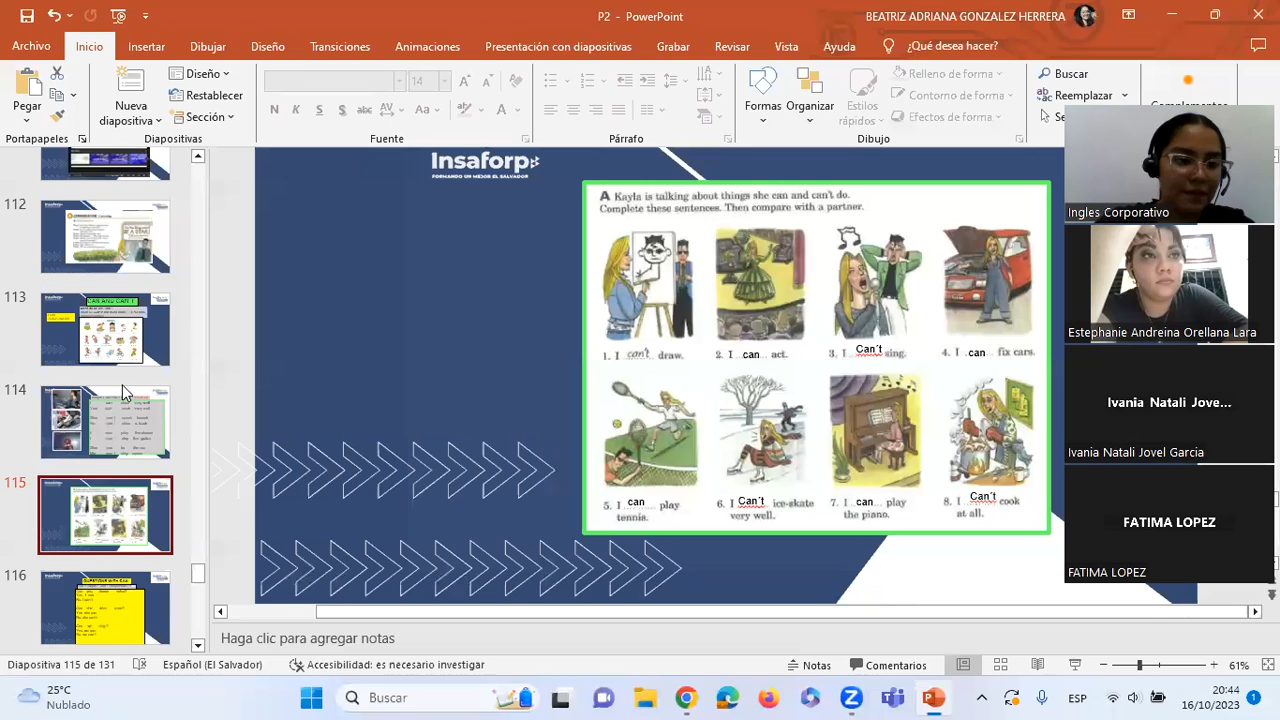 P2 - PowerPoint
BEATRIZ ADRIANA GONZALEZ HERRERA
Archivo Inicio Insertar Dibujar Diseño Transiciones Animaciones Presentación con diapositivas Grabar Revisar Vista Ayuda ¿Qué desea hacer?
Pegar
Portapapeles
Nueva diapositiva
Diseño
Restablecer
Sección
Diapositivas
14
N K S S abc AV Aa A
Fuente
Párrafo
Formas
Organizar
Estilos rápidos
Relleno de forma
Contorno de forma
Efectos de forma
Dibujo
Buscar
Reemplazar
112
113
CAN AND CAN´T
114
115
116
Insaforp
FORMANDO UN MEJOR EL SALVADOR
A Kayla is talking about things she can and can't do.
Complete these sentences. Then compare with a partner.
1. I can't draw.
2. I can act.
3. I Can´t sing.
4. I can fix cars.
5. I can play tennis.
6. I Can´t ice-skate very well.
7. I can play the piano.
8. I Can´t cook at all.
Ingles Corporativo
Estephanie Andreina Orellana Lara
Ivania Natali Jove...
Ivania Natali Jovel Garcia
FATIMA LOPEZ
FATIMA LOPEZ
Haga clic para agregar notas
Diapositiva 115 de 131 Español (El Salvador) Accesibilidad: es necesario investigar Notas Comentarios 61%
25°C
Nublado
Buscar
ESP
20:44
16/10/2023